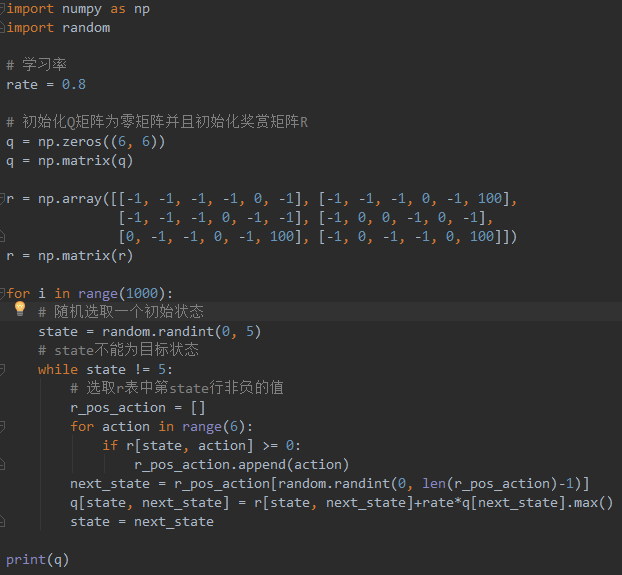 import numpy as np
import random
# 学习率
rate = 0.8
# 初始化Q矩阵为零矩阵并且初始化奖赏矩阵R
q = np.zeros((6, 6))
q = np.matrix(q)
r = np.array([[-1, -1, -1, -1, 0, -1], [-1, -1, -1, 0, -1, 100],
[-1, -1, -1, 0, -1, -1], [-1, 0, 0, -1, 0, -1],
[0, -1, -1, 0, -1, 100], [-1, 0, -1, -1, 0, 100]])
r = np.matrix(r)
for i in range(1000):
# 随机选取一个初始状态
state = random.randint(0, 5)
# state不能为目标状态
while state != 5:
# 选取r表中第state行非负的值
r_pos_action = []
for action in range(6):
if r[state, action] >= 0:
r_pos_action.append(action)
next_state = r_pos_action[random.randint(0, len(r_pos_action)-1)]
q[state, next_state] = r[state, next_state]+rate*q[next_state].max()
state = next_state
print(q)